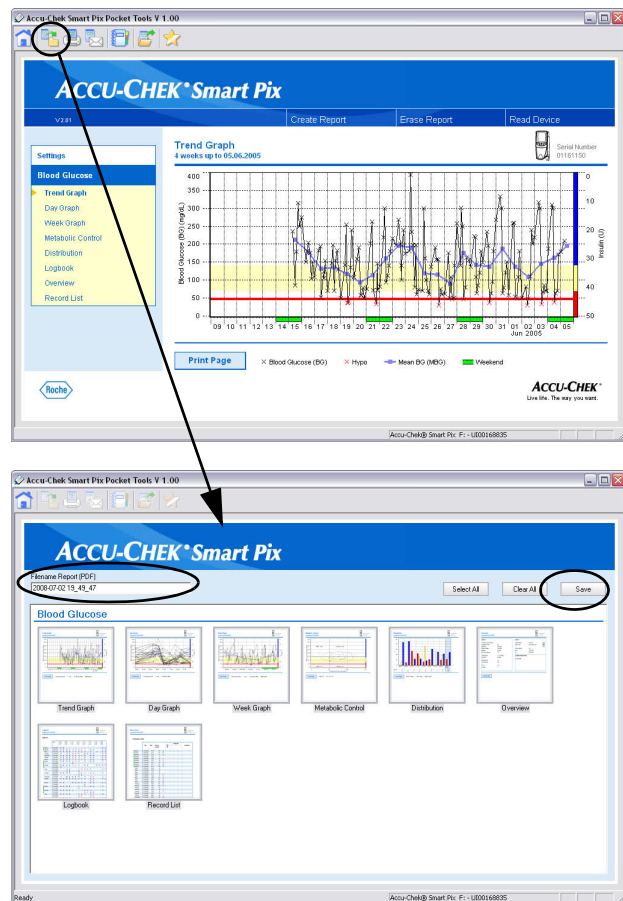 Accu-Chek Smart Pix Pocket Tools V 1.00
ACCU-CHEK® Smart Pix
V 2.01 Create Report Erase Report Read Device
Settings
Blood Glucose
Trend Graph
Day Graph
Week Graph
Metabolic Control
Distribution
Logbook
Overview
Record List
Trend Graph
4 weeks up to 05.06.2005
Serial Number
01161150
Blood Glucose (BG) (mg/dL)
400
350
300
250
200
150
100
50
0
0
10
20
30
40
50
Insulin (U)
09 10 11 12 13 14 15 16 17 18 19 20 21 22 23 24 25 26 27 28 29 30 31 01 02 03 04 05
Jun 2005
Print Page
Blood Glucose (BG) Hypo Mean BG (MBG) Weekend
Roche
ACCU-CHEK®
Live life. The way you want.
Accu-Chek® Smart Pix F: - UI00168835
Accu-Chek Smart Pix Pocket Tools V 1.00
ACCU-CHEK® Smart Pix
Filename Report (PDF)
2008-07-02 19_49_47
Select All Clear All Save
Blood Glucose
Trend Graph Day Graph Week Graph Metabolic Control Distribution Overview
Logbook Record List
Ready Accu-Chek® Smart Pix F: - UI00168835